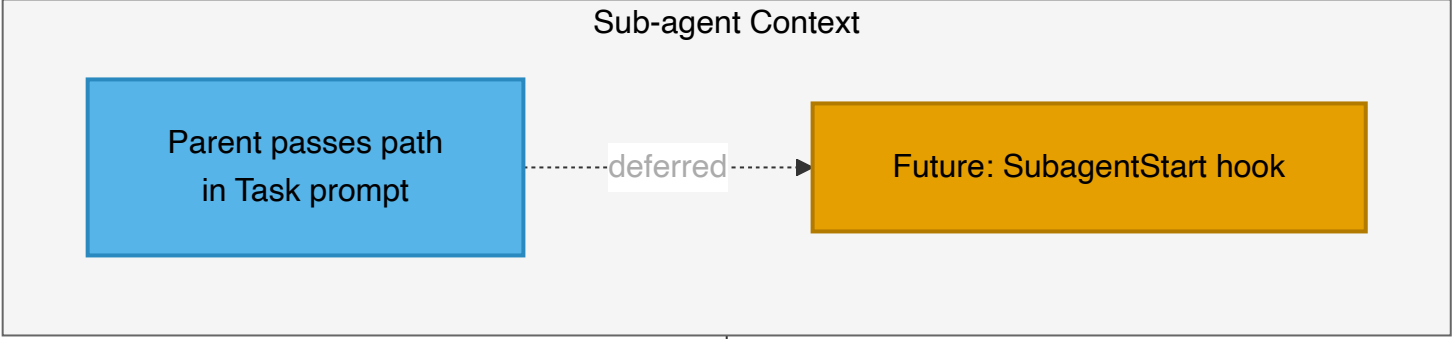 Sub-agent Context
Parent passes path
in Task prompt
deferred
Future: SubagentStart hook